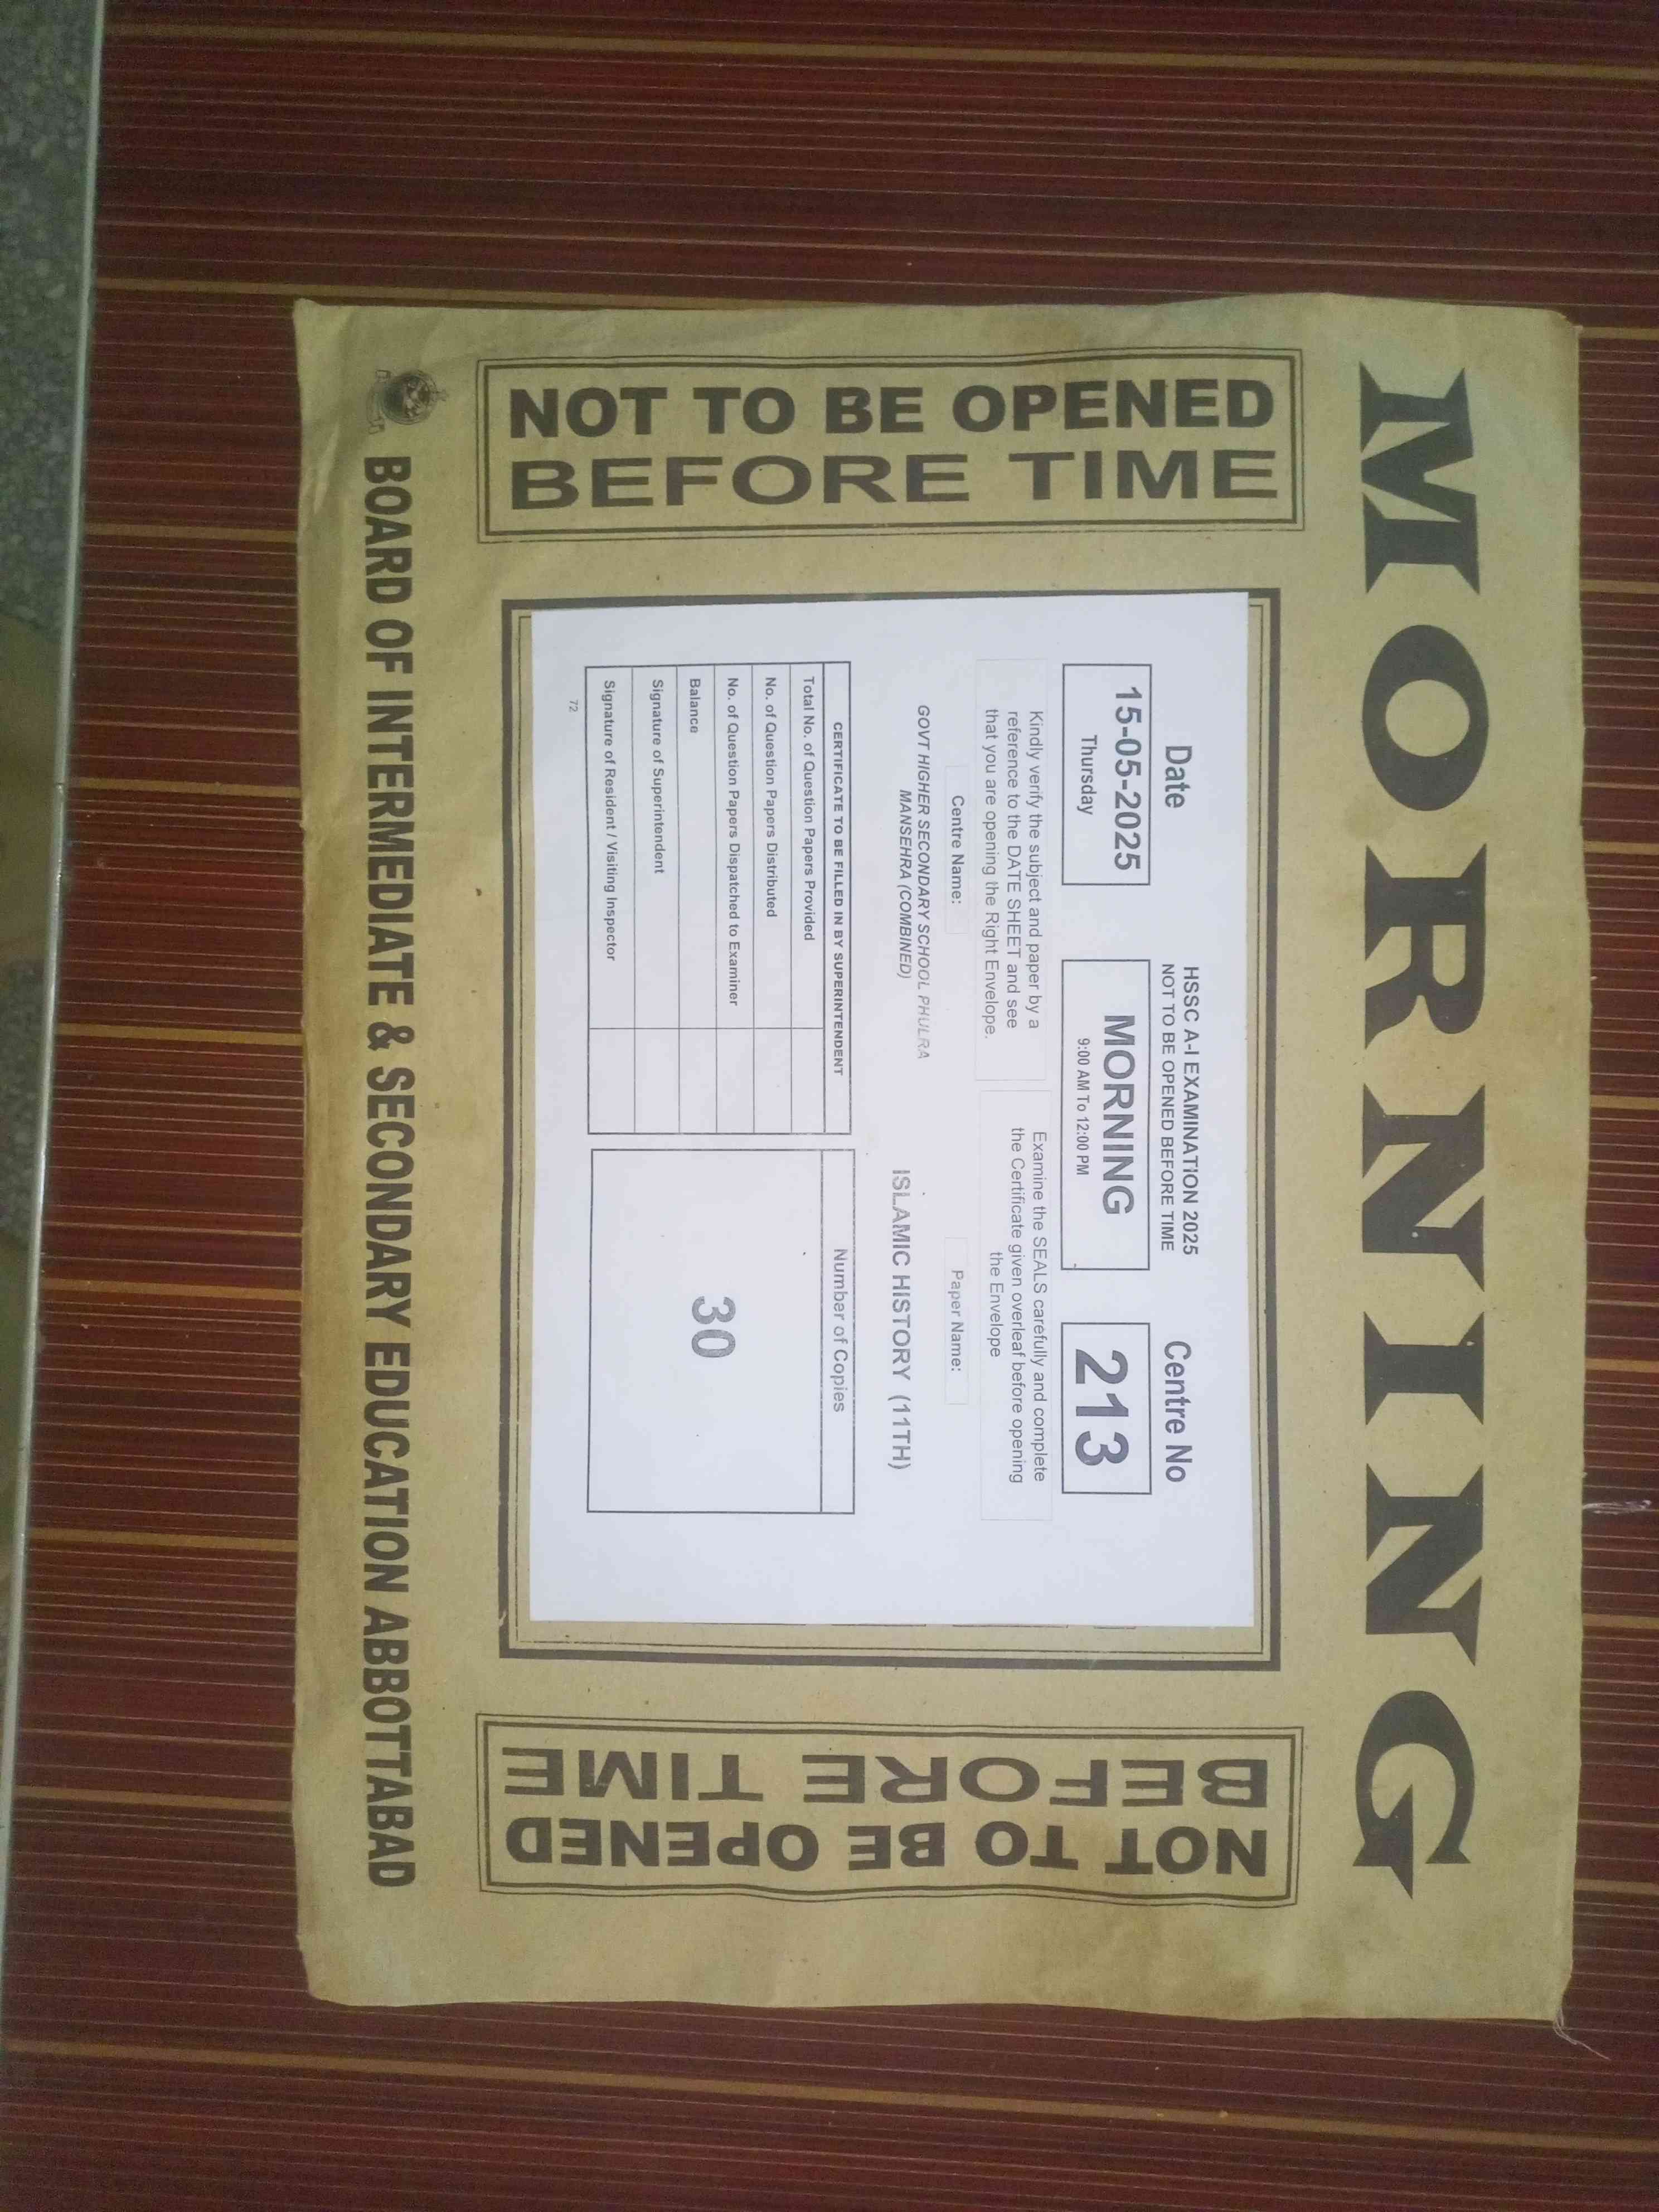 MORNING
NOT TO BE OPENED
BEFORE TIME
Date
HSSC A-I EXAMINATION 2025
NOT TO BE OPENED BEFORE TIME
Centre No
15-05-2025
Thursday
MORNING
9:00 AM To 12:00 PM
213
Kindly verify the subject and paper by a
reference to the DATE SHEET and see
that you are opening the Right Envelope.
Examine the SEALS carefully and complete
the Certificate given overleaf before opening
the Envelope
Centre Name:
Paper Name:
GOVT HIGHER SECONDARY SCHOOL PHULRA
MANSEHRA (COMBINED)
ISLAMIC HISTORY (11TH)
CERTIFICATE TO BE FILLED IN BY SUPERINTENDENT
Total No. of Question Papers Provided
No. of Question Papers Distributed
No. of Question Papers Dispatched to Examiner
Balance
Signature of Superintendent
Signature of Resident / Visiting Inspector
Number of Copies
30
72
NOT TO BE OPENED
BEFORE TIME
BOARD OF INTERMEDIATE & SECONDARY EDUCATION ABBOTTABAD